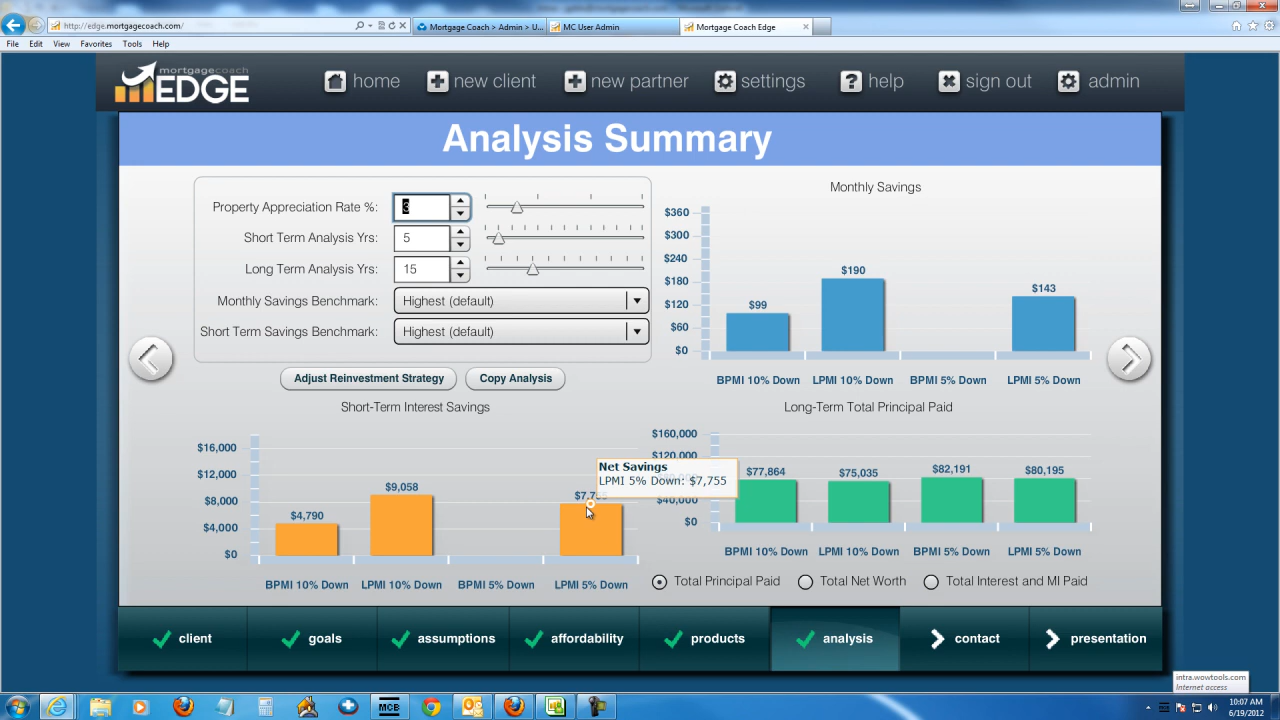 http://edge.mortgagecoach.com/
Mortgage Coach > Admin > U...
MC User Admin
Mortgage Coach Edge
File Edit View Favorites Tools Help
mortgagecoach
EDGE
home
new client
new partner
settings
help
sign out
admin
Analysis Summary
Property Appreciation Rate %:
Short Term Analysis Yrs: 5
Long Term Analysis Yrs: 15
Monthly Savings Benchmark: Highest (default)
Short Term Savings Benchmark: Highest (default)
Adjust Reinvestment Strategy
Copy Analysis
Monthly Savings
$360
$300
$240
$180
$120
$60
$0
$99
$190
$143
BPMI 10% Down LPMI 10% Down BPMI 5% Down LPMI 5% Down
Short-Term Interest Savings
$16,000
$12,000
$8,000
$4,000
$0
$4,790
$9,058
Net Savings
LPMI 5% Down: $7,755
BPMI 10% Down LPMI 10% Down BPMI 5% Down LPMI 5% Down
Long-Term Total Principal Paid
$160,000
$120,000
$40,000
$0
$77,864
$75,035
$82,191
$80,195
BPMI 10% Down LPMI 10% Down BPMI 5% Down LPMI 5% Down
Total Principal Paid
Total Net Worth
Total Interest and MI Paid
client
goals
assumptions
affordability
products
analysis
contact
presentation
intra.wowtools.com
Internet access
MCB
10:07 AM
6/19/2012